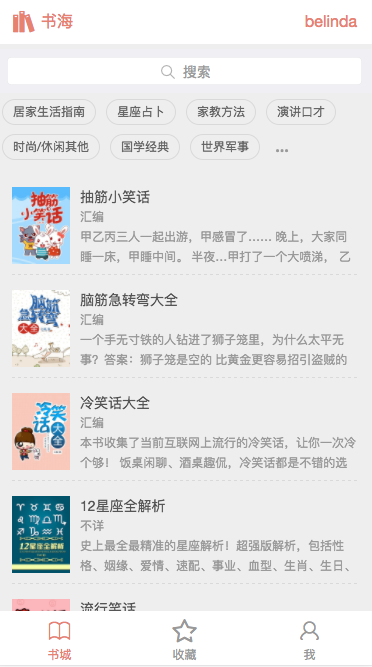 书海
belinda
搜索
居家生活指南
星座占卜
家教方法
演讲口才
时尚/休闲其他
国学经典
世界军事
...
抽筋小笑话
抽筋
小笑话
汇编
甲乙丙三人一起出游，甲感冒了...... 晚上，大家同
睡一床，甲睡中间。 半夜...甲打了一个大喷涕， 乙
脑筋急转弯大全
脑筋
急转弯
大全
汇编
一个手无寸铁的人钻进了狮子笼里，为什么太平无
事？答案：狮子笼是空的 比黄金更容易招引盗贼的
冷笑话大全
冷笑
话大全
汇编
本书收集了当前互联网上流行的冷笑话，让你一次冷
个够！ 饭桌闲聊、酒桌趣侃，冷笑话都是不错的选
12星座全解析
12星座全解析
不详
史上最全最精准的星座解析！超强版解析，包括性
格、姻缘、爱情、速配、事业、血型、生肖、生日、
流行笑话
书城
收藏
我